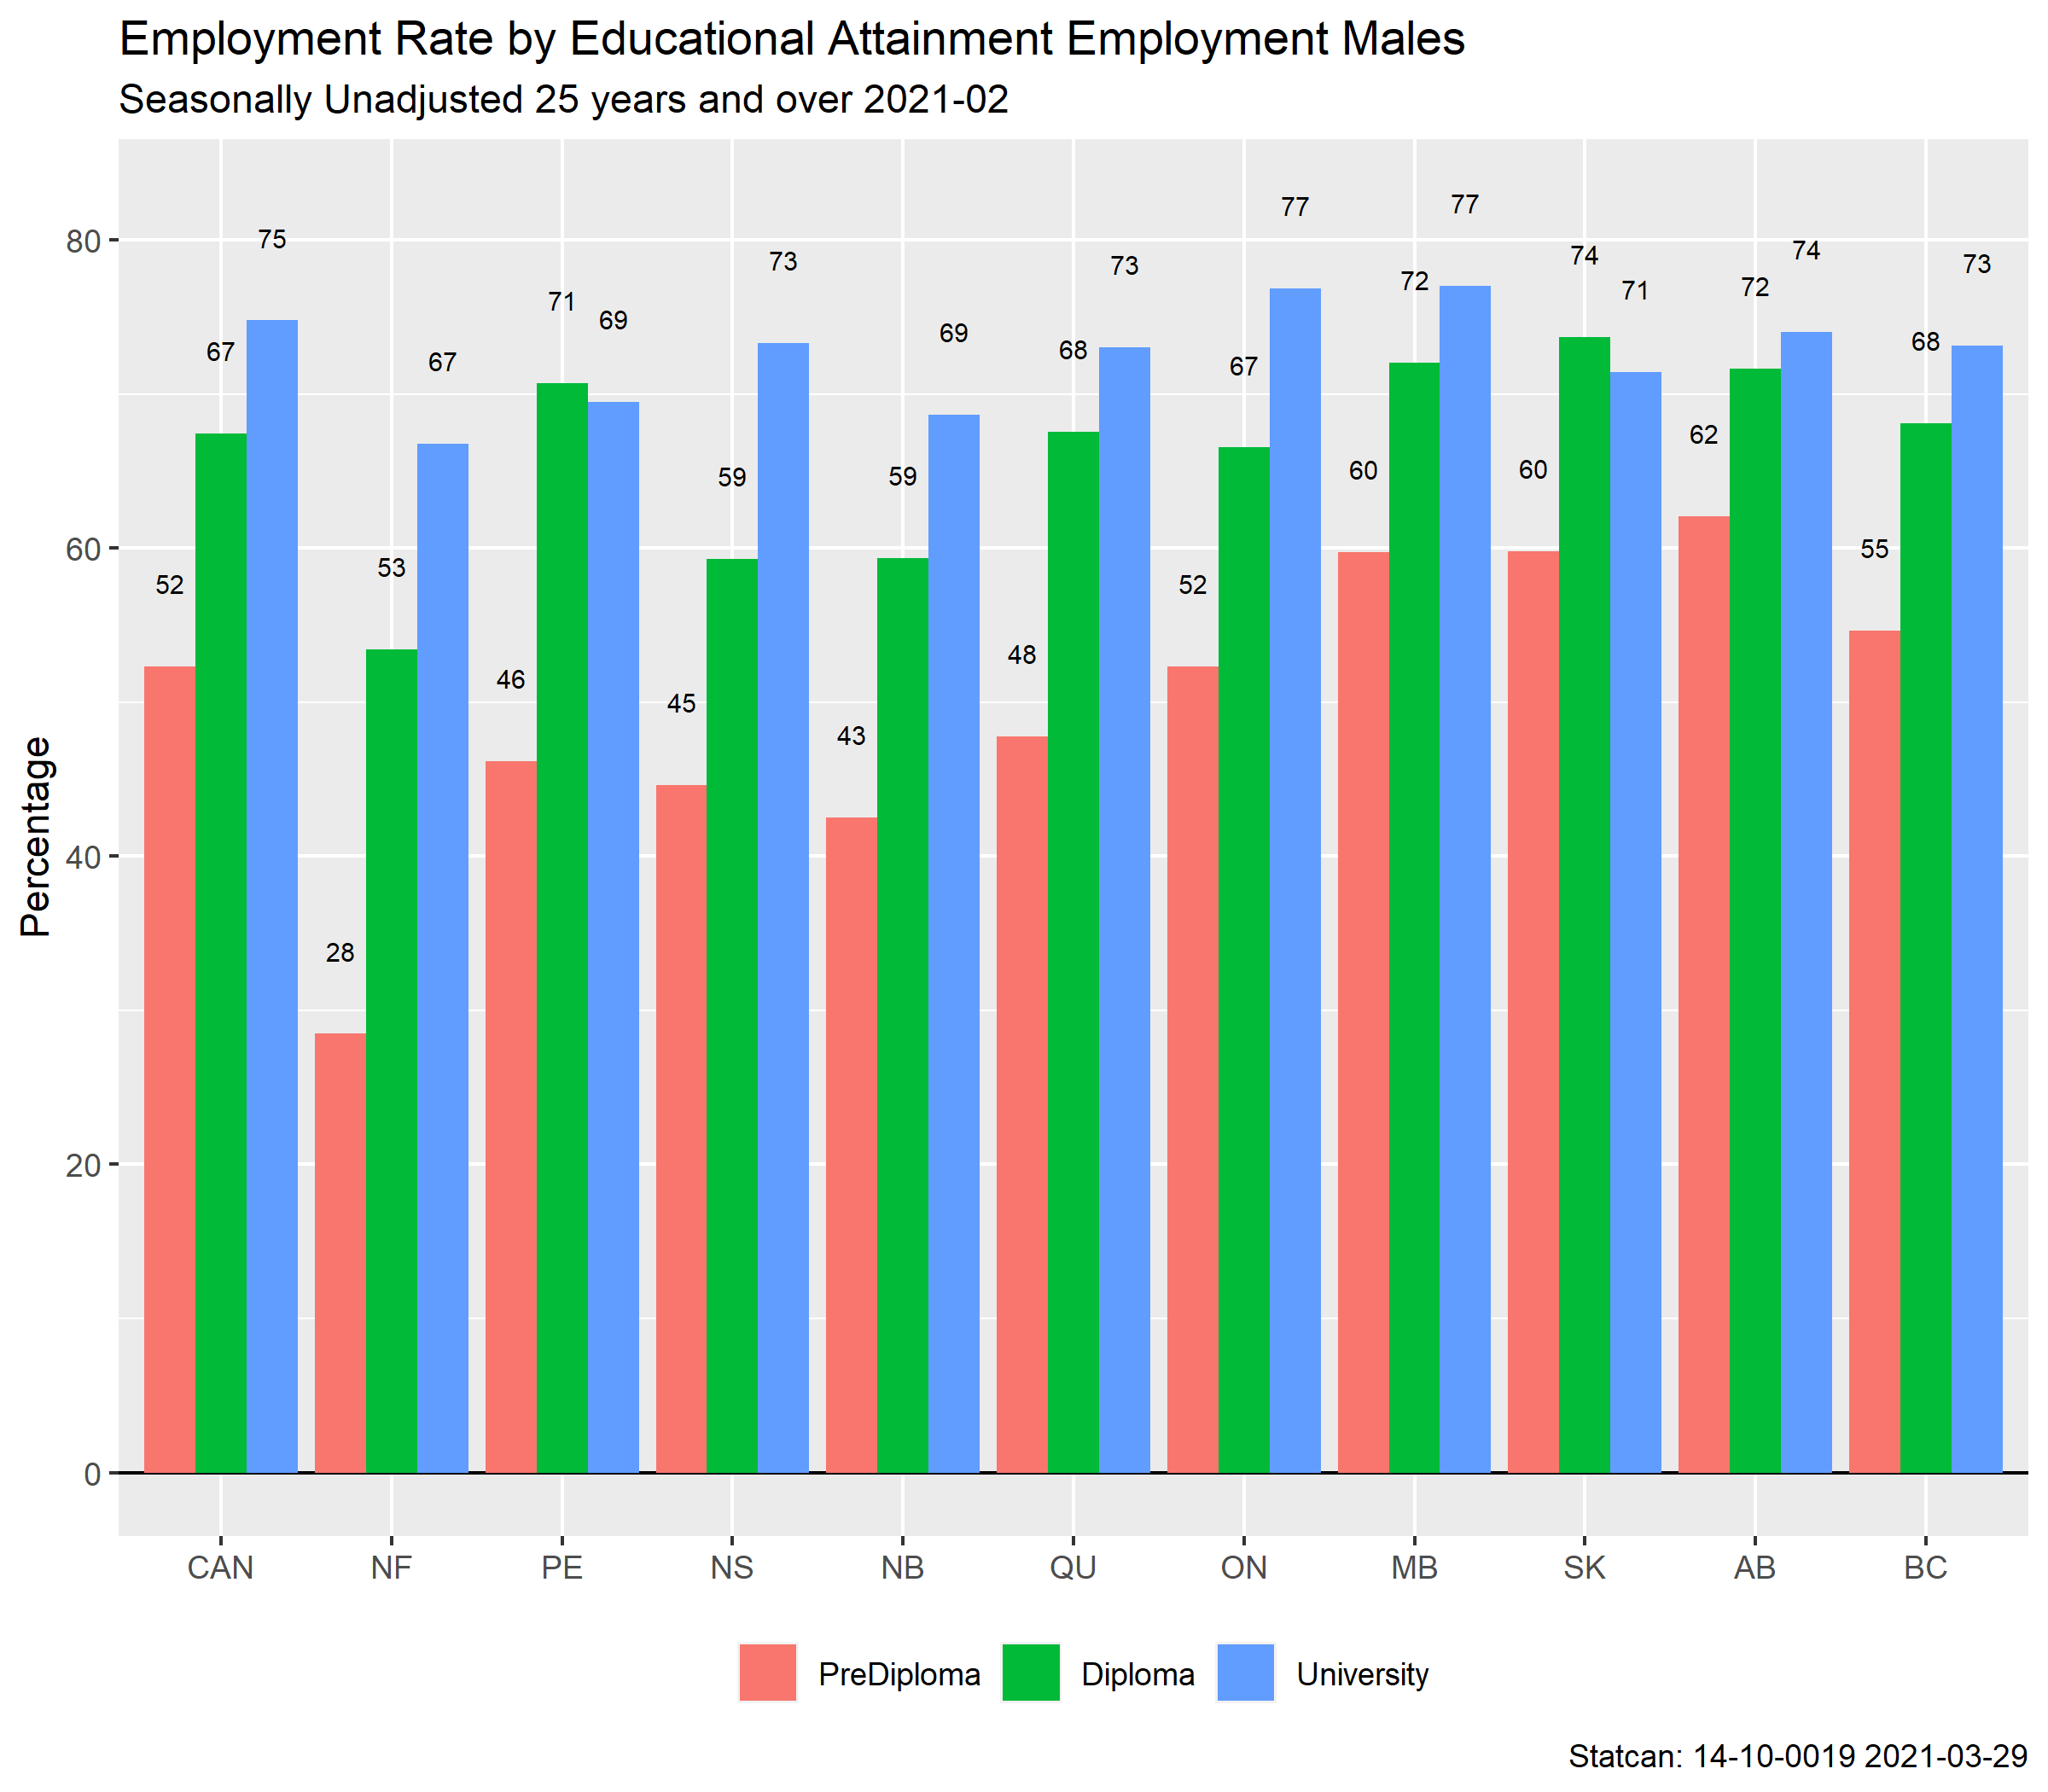 Employment Rate by Educational Attainment Employment Males
Seasonally Unadjusted 25 years and over 2021-02
Percentage
80
60
40
20
0
52 67 75
28 53 67
46 71 69
45 59 73
43 59 69
48 68 73
52 67 77
60 72 77
60 74 71
62 72 74
55 68 73
CAN NF PE NS NB QU ON MB SK AB BC
PreDiploma Diploma University
Statcan: 14-10-0019 2021-03-29